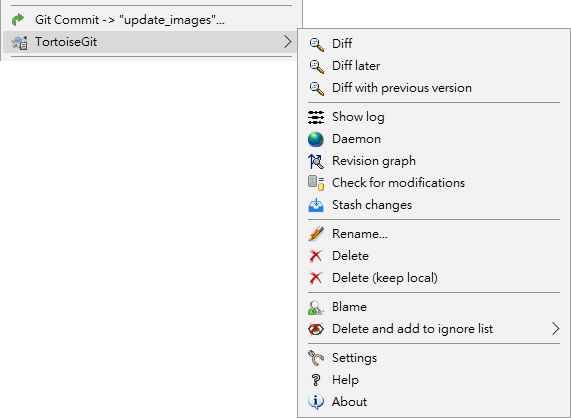 Git Commit -> "update_images"...
TortoiseGit
Diff
Diff later
Diff with previous version
Show log
Daemon
Revision graph
Check for modifications
Stash changes
Rename...
Delete
Delete (keep local)
Blame
Delete and add to ignore list
Settings
Help
About